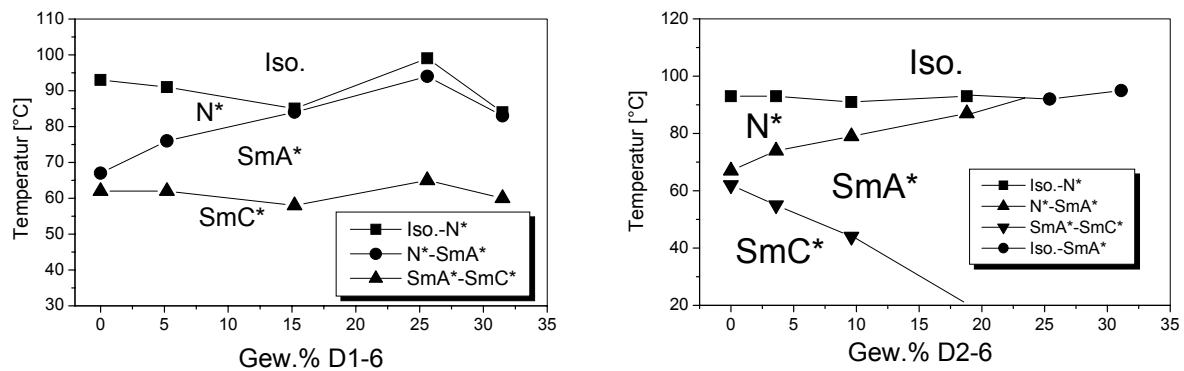 110
100
90
80
70
60
50
40
30
Temperatur [°C]
Iso.
N*
SmA*
SmC*
Iso.-N*
N*-SmA*
SmA*-SmC*
0 5 10 15 20 25 30 35
Gew.% D1-6
120
100
80
60
40
20
Temperatur [°C]
Iso.
N*
SmA*
SmC*
Iso.-N*
N*-SmA*
SmA*-SmC*
Iso.-SmA*
0 5 10 15 20 25 30 35
Gew.% D2-6